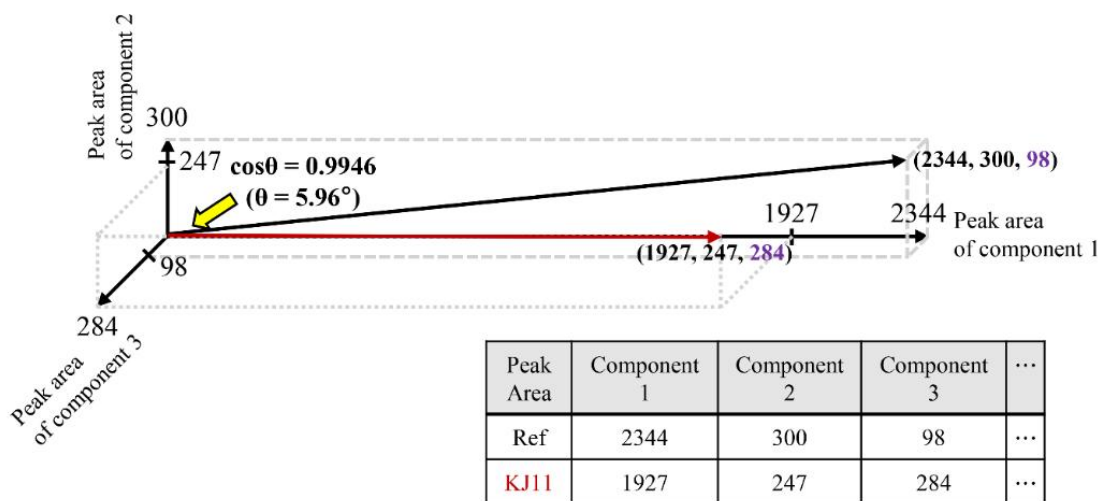 Peak area
of component 2
300
247
cosθ = 0.9946
(θ = 5.96°)
(2344, 300, 98)
1927
2344
Peak area
of component 1
(1927, 247, 284)
98
284
Peak area
of component 3
Peak Area Component 1 Component 2 Component 3 ⋯
Ref 2344 300 98 ⋯
KJ11 1927 247 284 ⋯